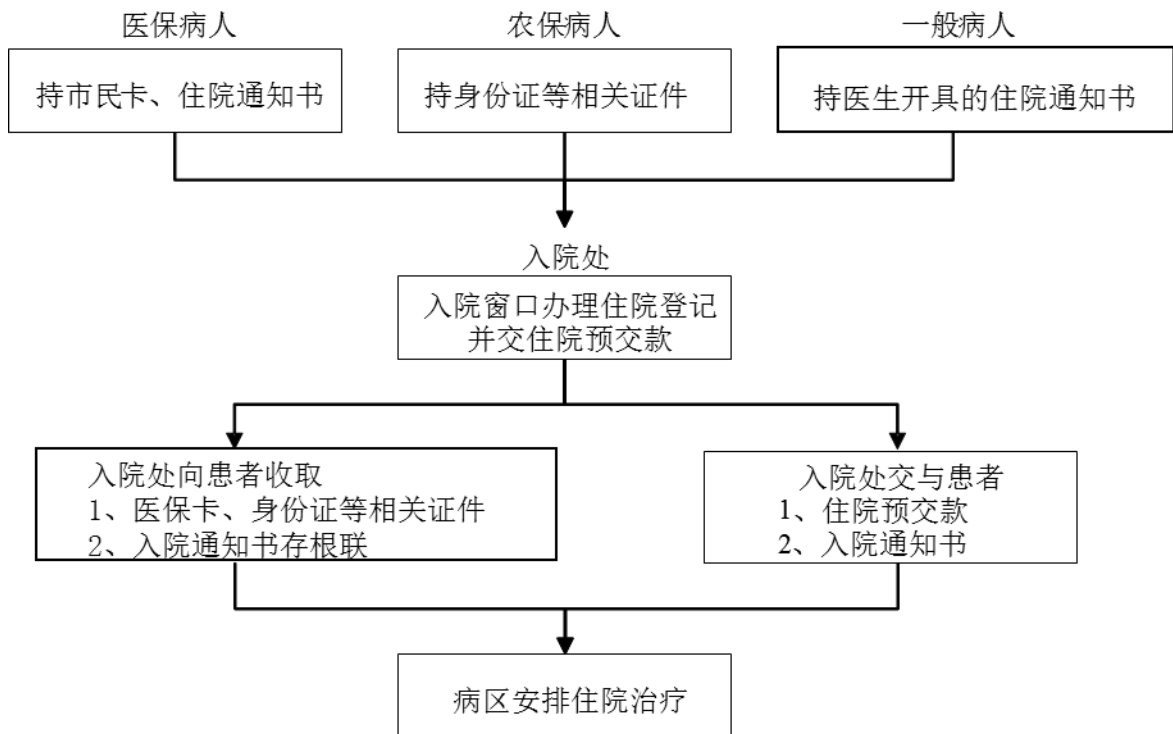 医保病人
农保病人
一般病人
持市民卡、住院通知书
持身份证等相关证件
持医生开具的住院通知书
入院处
入院窗口办理住院登记
并交住院预交款
入院处向患者收取
1、医保卡、身份证等相关证件
2、入院通知书存根联
入院处交与患者
1、住院预交款
2、入院通知书
病区安排住院治疗